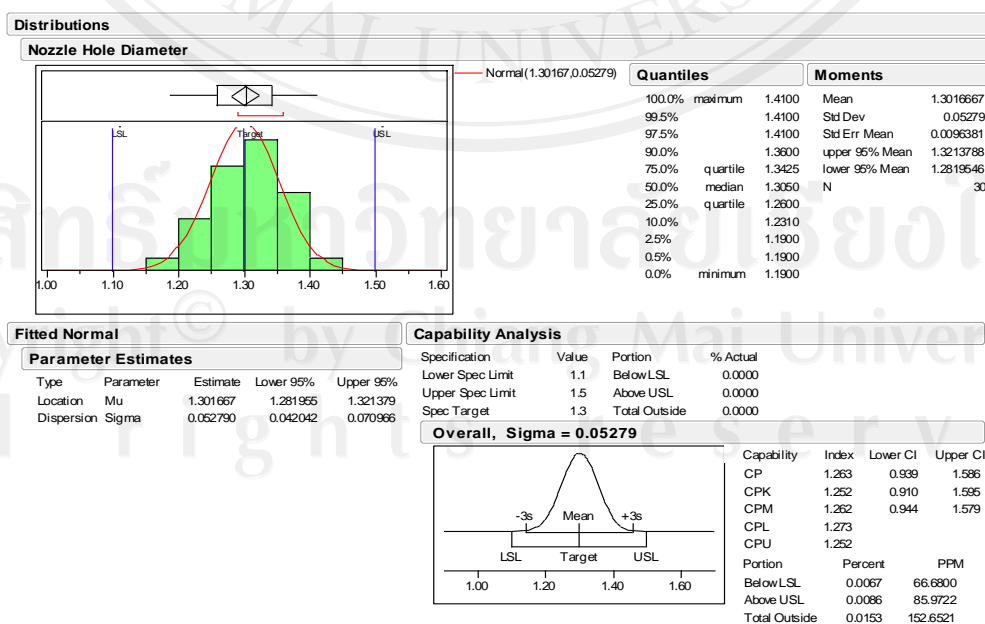 MAI UNIVER
Distributions
Nozzle Hole Diameter
Normal(1.30167,0.05279)
LSL Target USL
1.00 1.10 1.20 1.30 1.40 1.50 1.60
Quantiles
100.0% maximum 1.4100
99.5% 1.4100
97.5% 1.4100
90.0% 1.3600
75.0% quartile 1.3425
50.0% median 1.3050
25.0% quartile 1.2600
10.0% 1.2310
2.5% 1.1900
0.5% 1.1900
0.0% minimum 1.1900
Moments
Mean 1.3016667
Std Dev 0.05279
Std Err Mean 0.0096381
upper 95% Mean 1.3213788
lower 95% Mean 1.2819546
N 30
Fitted Normal
Parameter Estimates
Type Parameter Estimate Lower 95% Upper 95%
Location Mu 1.301667 1.281955 1.321379
Dispersion Sigma 0.052790 0.042042 0.070966
Capability Analysis
Specification Value Portion % Actual
Lower Spec Limit 1.1 Below LSL 0.0000
Upper Spec Limit 1.5 Above USL 0.0000
Spec Target 1.3 Total Outside 0.0000
Overall, Sigma = 0.05279
-3s Mean +3s
LSL Target USL
1.00 1.20 1.40 1.60
Capability Index Lower CI Upper CI
CP 1.263 0.939 1.586
CPK 1.252 0.910 1.595
CPM 1.262 0.944 1.579
CPL 1.273
CPU 1.252
Portion Percent PPM
Below LSL 0.0067 66.6800
Above USL 0.0086 85.9722
Total Outside 0.0153 152.6521
© by Chiang Mai Univer
rights reserv